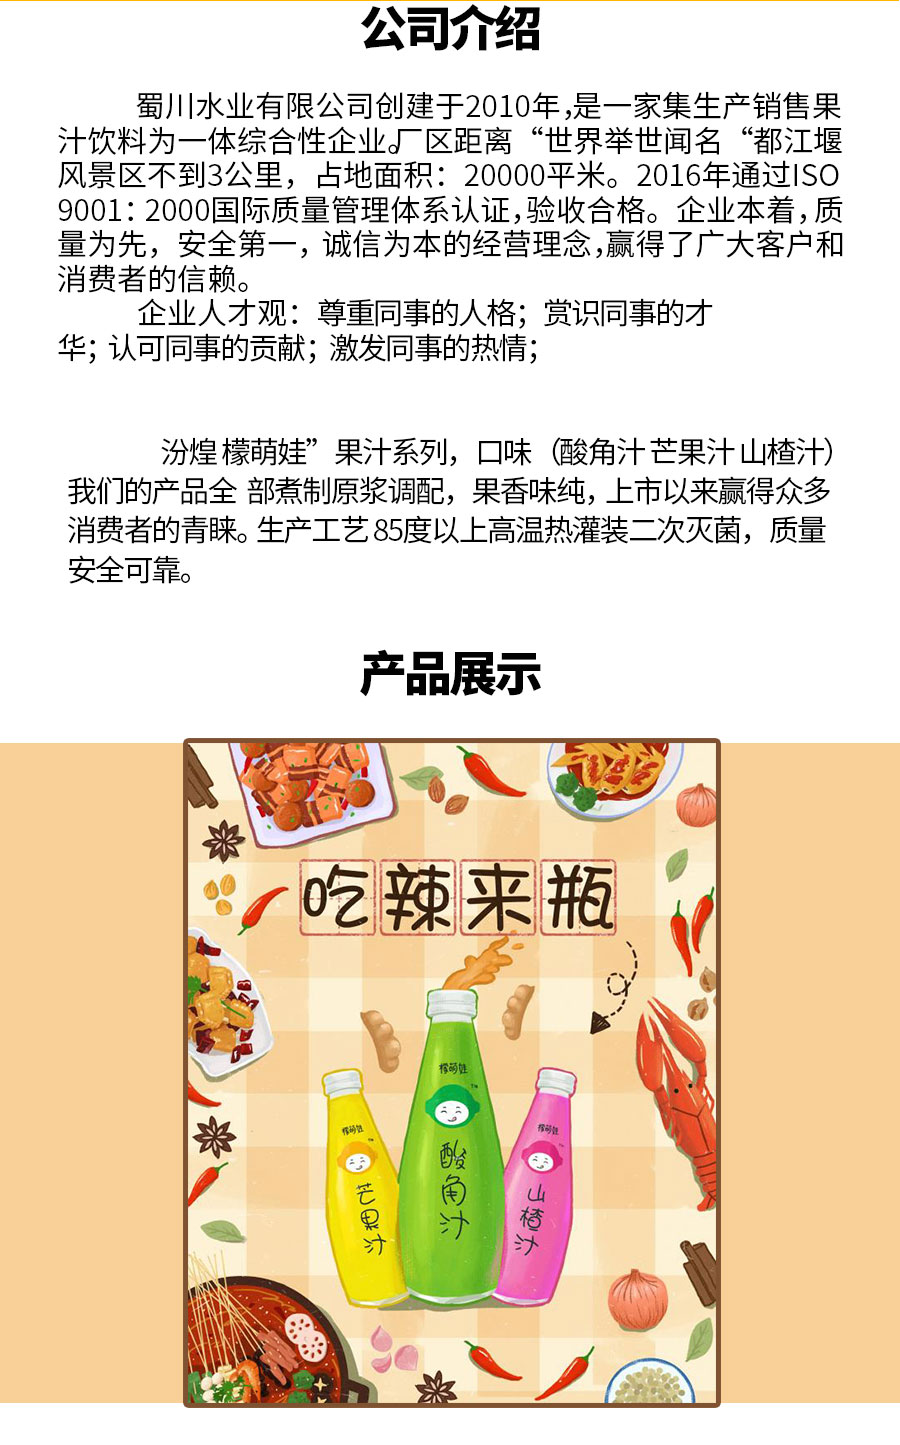 公司介绍
蜀川水业有限公司创建于2010年,是一家集生产销售果
汁饮料为一体综合性企业。厂区距离“世界举世闻名“都江堰
风景区不到3公里，占地面积：20000平米。2016年通过ISO
9001：2000国际质量管理体系认证,验收合格。企业本着,质
量为先，安全第一，诚信为本的经营理念,赢得了广大客户和
消费者的信赖。
企业人才观：尊重同事的人格；赏识同事的才
华；认可同事的贡献；激发同事的热情；
汾煌 檬萌娃”果汁系列，口味（酸角汁 芒果汁 山楂汁）
我们的产品全 部煮制原浆调配，果香味纯，上市以来赢得众多
消费者的青睐。生产工艺 85度以上高温热灌装二次灭菌，质量
安全可靠。
产品展示
吃辣来瓶
檬萌娃
TM
酸角汁
檬萌娃
TM
芒果汁
檬萌娃
TM
山楂汁